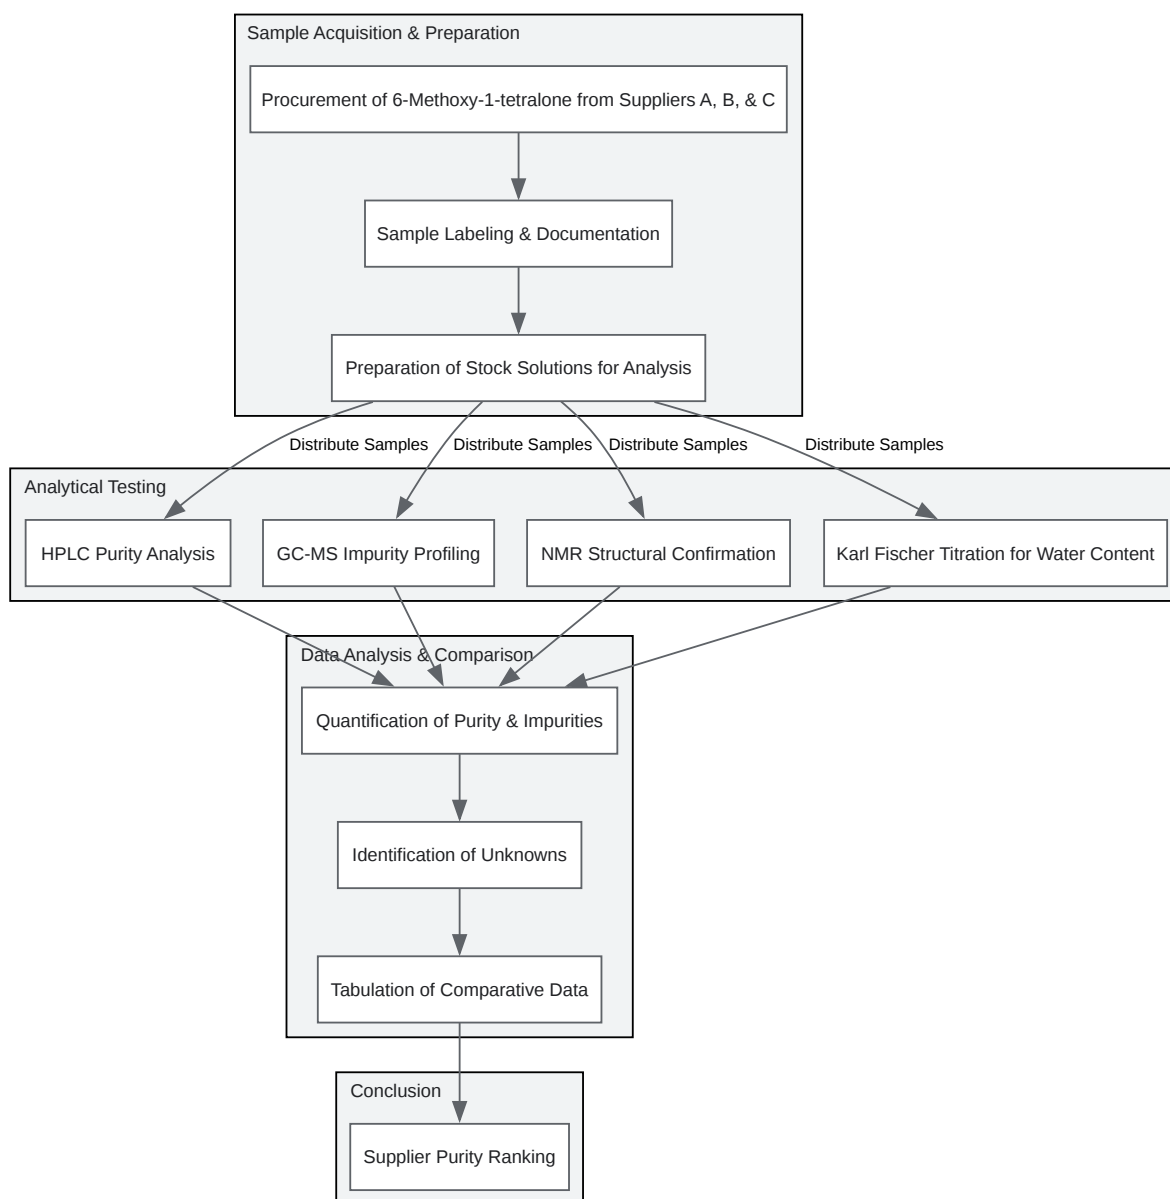 Sample Acquisition & Preparation
Procurement of 6-Methoxy-1-tetralone from Suppliers A, B, & C
Sample Labeling & Documentation
Preparation of Stock Solutions for Analysis
Distribute Samples
Distribute Samples
Distribute Samples
Distribute Samples
Analytical Testing
HPLC Purity Analysis
GC-MS Impurity Profiling
NMR Structural Confirmation
Karl Fischer Titration for Water Content
Data Analysis & Comparison
Quantification of Purity & Impurities
Identification of Unknowns
Tabulation of Comparative Data
Conclusion
Supplier Purity Ranking